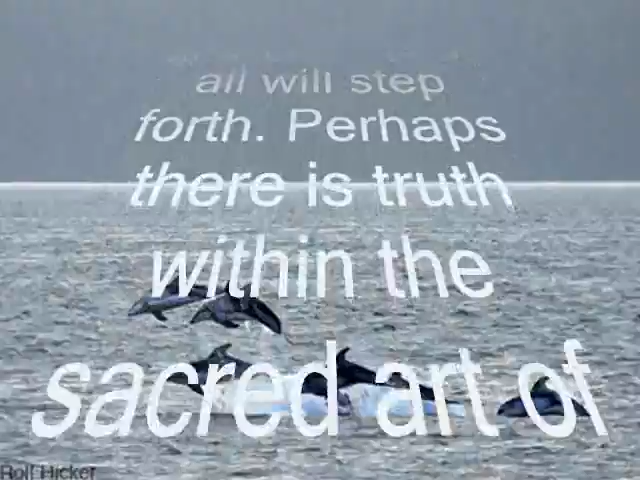 all will step
forth. Perhaps
there is truth
within the
sacred art of
Rolf Hicker